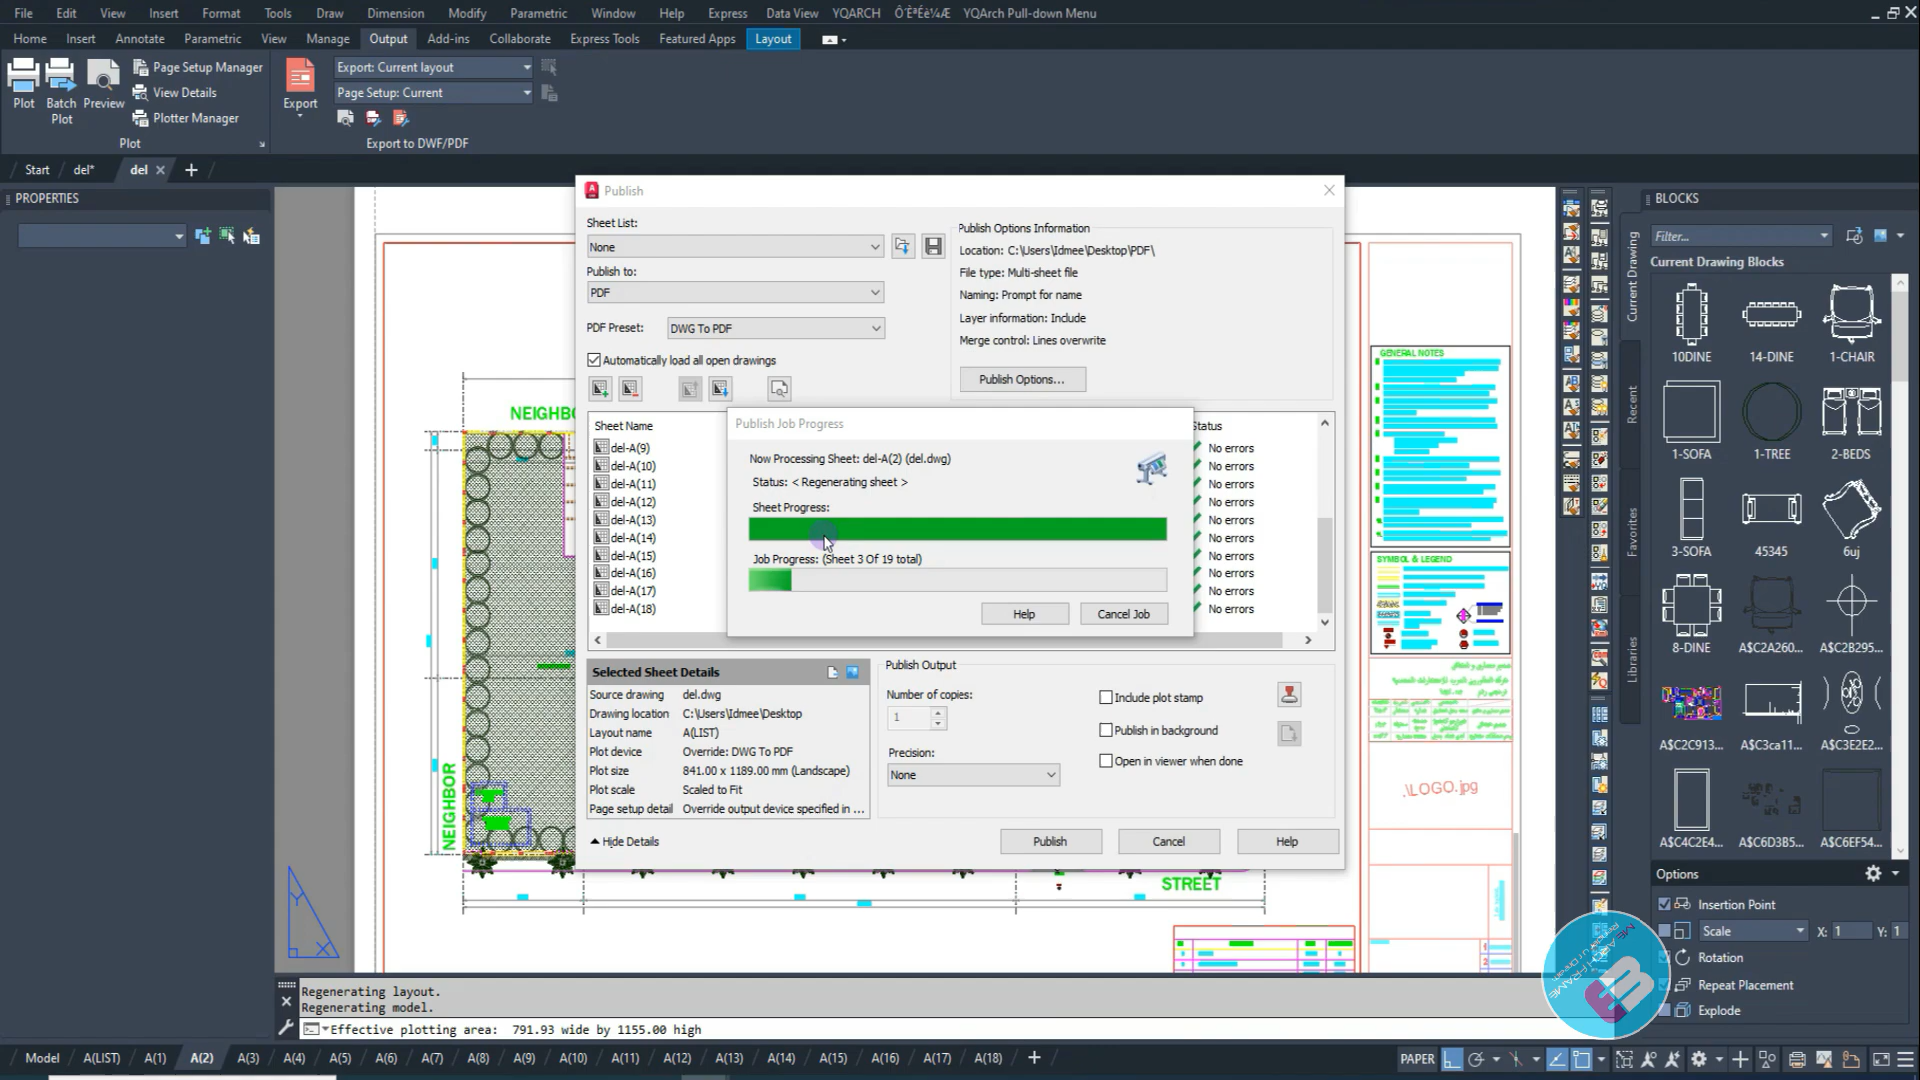 File Edit View Insert Format Tools Draw Dimension Modify Parametric Window Help Express Data View YQARCH Ô´ÈªÉè¼Æ YQArch Pull-down Menu
Home Insert Annotate Parametric View Manage Output Add-ins Collaborate Express Tools Featured Apps Layout
Plot
Batch Plot
Preview
Page Setup Manager
View Details
Plotter Manager
Plot
Export
Export: Current layout
Page Setup: Current
Export to DWF/PDF
Start del* del
PROPERTIES
NEIGHBO
NEIGHBOR
STREET
GENERAL NOTES
SYMBOL & LEGEND
.\LOGO.jpg
Publish
Sheet List:
None
Publish to:
PDF
PDF Preset: DWG To PDF
Automatically load all open drawings
Publish Options Information
Location: C:\Users\Idmee\Desktop\PDF\
File type: Multi-sheet file
Naming: Prompt for name
Layer information: Include
Merge control: Lines overwrite
Publish Options...
Sheet Name Status
del-A(9) No errors
del-A(10) No errors
del-A(11) No errors
del-A(12) No errors
del-A(13) No errors
del-A(14) No errors
del-A(15) No errors
del-A(16) No errors
del-A(17) No errors
del-A(18) No errors
Publish Job Progress
Now Processing Sheet: del-A(2) (del.dwg)
Status: < Regenerating sheet >
Sheet Progress:
Job Progress: (Sheet 3 Of 19 total)
Help Cancel Job
Selected Sheet Details
Source drawing del.dwg
Drawing location C:\Users\Idmee\Desktop
Layout name A(LIST)
Plot device Override: DWG To PDF
Plot size 841.00 x 1189.00 mm (Landscape)
Plot scale Scaled to Fit
Page setup detail Override output device specified in ...
Hide Details
Publish Output
Number of copies:
1
Precision:
None
Include plot stamp
Publish in background
Open in viewer when done
Publish Cancel Help
BLOCKS
Filter...
Current Drawing Blocks
Current Drawing
Recent
Favorites
Libraries
10DINE 14-DINE 1-CHAIR
1-SOFA 1-TREE 2-BEDS
3-SOFA 45345 6uj
8-DINE A$C2A260... A$C2B295...
A$C2C913... A$C3ca11... A$C3E2E2...
A$C4C2E4... A$C6D3B5... A$C6EF54...
Options
Insertion Point
Scale X: 1 Y: 1
Rotation
Repeat Placement
Explode
Regenerating layout.
Regenerating model.
Effective plotting area: 791.93 wide by 1155.00 high
Model A(LIST) A(1) A(2) A(3) A(4) A(5) A(6) A(7) A(8) A(9) A(10) A(11) A(12) A(13) A(14) A(15) A(16) A(17) A(18)
PAPER